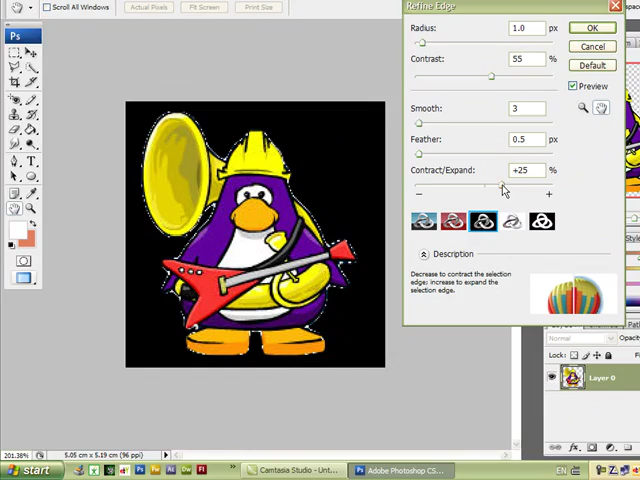 Scroll All Windows
Actual Pixels
Fit Screen
Print Size
Ps
T
Refine Edge
Radius: 1.0 px
OK
Contrast: 55 %
Cancel
Default
Preview
Smooth: 3
Feather: 0.5 px
Contract/Expand: +25 %
− +
Description
Decrease to contract the selection
edge; increase to expand the
selection edge.
Normal
Lock:
Layer 0
fx
201.38%
5.05 cm x 5.19 cm (96 ppi)
start
Camtasia Studio - Unt...
Adobe Photoshop CS...
EN